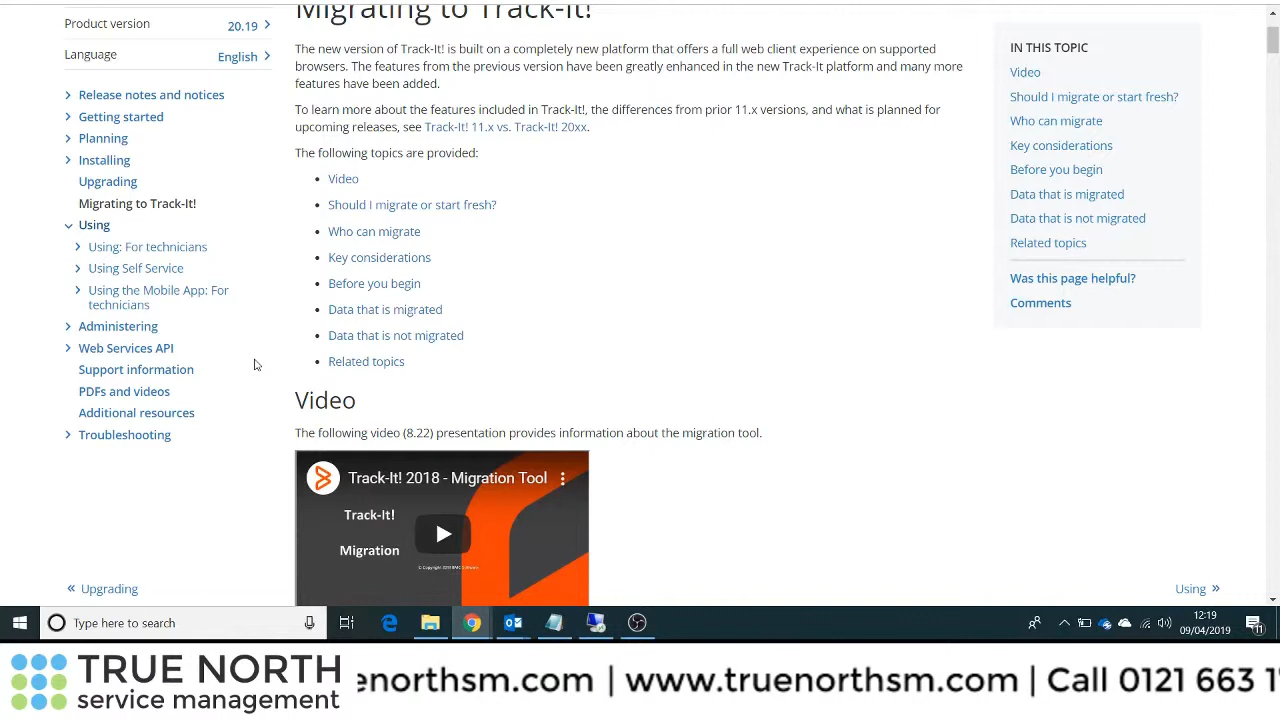 Migrating to Track-It!
Product version
20.19
Language
English
Release notes and notices
Getting started
Planning
Installing
Upgrading
Migrating to Track-It!
Using
Using: For technicians
Using Self Service
Using the Mobile App: For
technicians
Administering
Web Services API
Support information
PDFs and videos
Additional resources
Troubleshooting
« Upgrading
The new version of Track-It! is built on a completely new platform that offers a full web client experience on supported
browsers. The features from the previous version have been greatly enhanced in the new Track-It platform and many more
features have been added.
To learn more about the features included in Track-It!, the differences from prior 11.x versions, and what is planned for
upcoming releases, see Track-It! 11.x vs. Track-It! 20xx.
The following topics are provided:
• Video
• Should I migrate or start fresh?
• Who can migrate
• Key considerations
• Before you begin
• Data that is migrated
• Data that is not migrated
• Related topics
Video
The following video (8.22) presentation provides information about the migration tool.
Track-It! 2018 - Migration Tool
Track-It!
Migration
IN THIS TOPIC
Video
Should I migrate or start fresh?
Who can migrate
Key considerations
Before you begin
Data that is migrated
Data that is not migrated
Related topics
Was this page helpful?
Comments
Using »
Type here to search
12:19
09/04/2019
11
TRUE NORTH
service management
enorthsm.com | www.truenorthsm.com | Call 0121 663 1